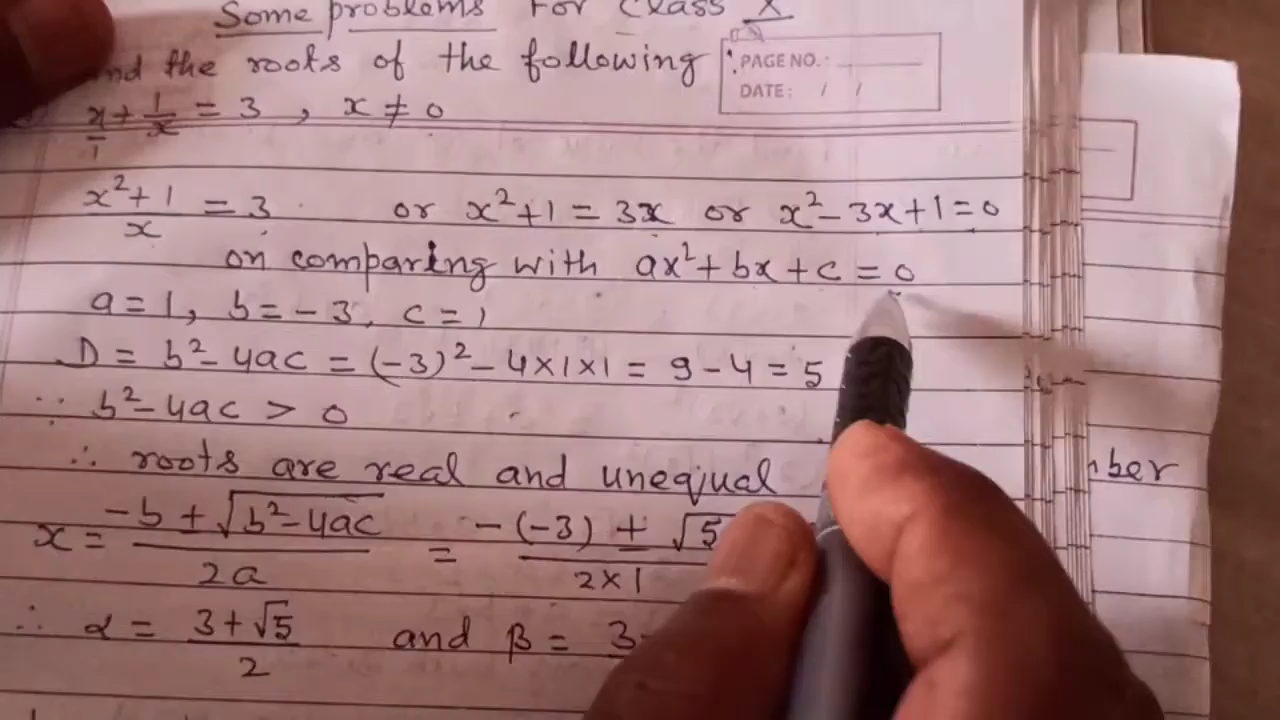 Some problems For Class X
the roots of the following
PAGE NO.:
DATE: / /
x/1 + 1/x = 3 , x ≠ 0
(x² + 1)/x = 3 or x² + 1 = 3x or x² - 3x + 1 = 0
on comparing with ax² + bx + c = 0
a = 1, b = - 3, c = 1
D = b² - 4ac = (-3)² - 4×1×1 = 9 - 4 = 5
∵ b² - 4ac > 0
∴ roots are real and unequal
x = (-b ± √(b² - 4ac))/2a = (-(-3) ± √5)/(2×1)
∴ α = (3 + √5)/2 and β = 3